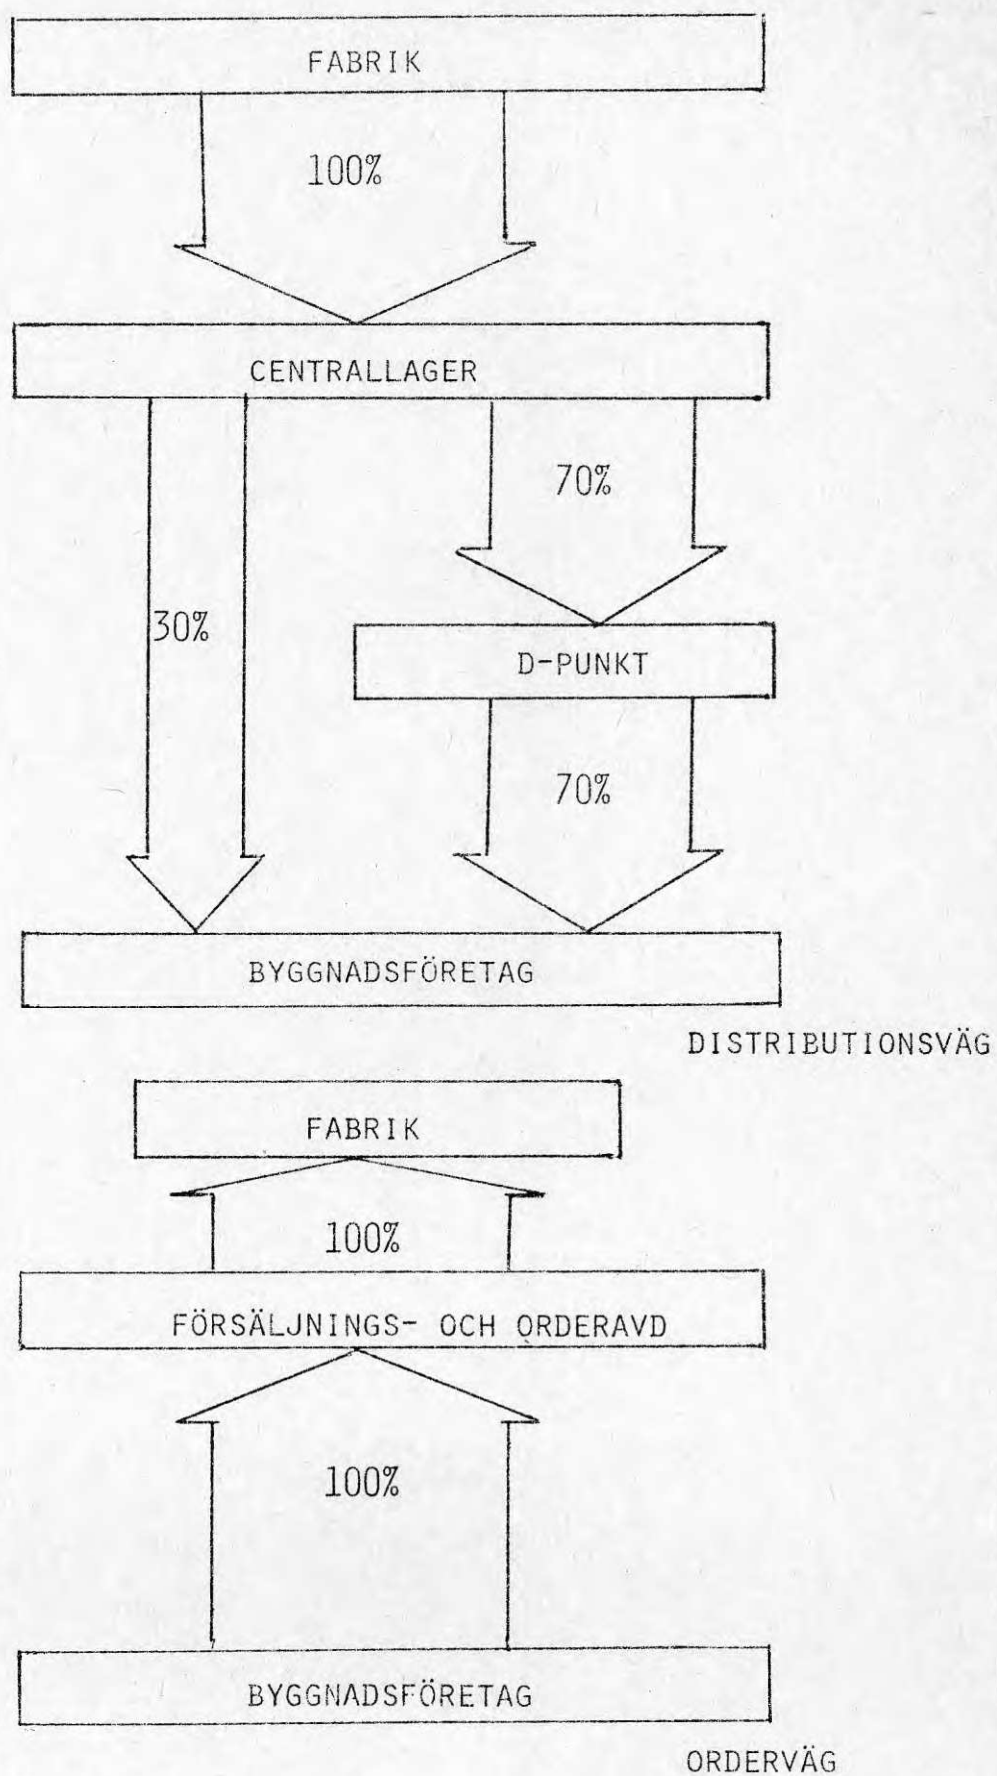 FABRIK
100%
CENTRALLAGER
70%
30%
D-PUNKT
70%
BYGGNADSFÖRETAG
DISTRIBUTIONSVÄG
FABRIK
100%
FÖRSÄLJNINGS- OCH ORDERAVD
100%
BYGGNADSFÖRETAG
ORDERVÄG